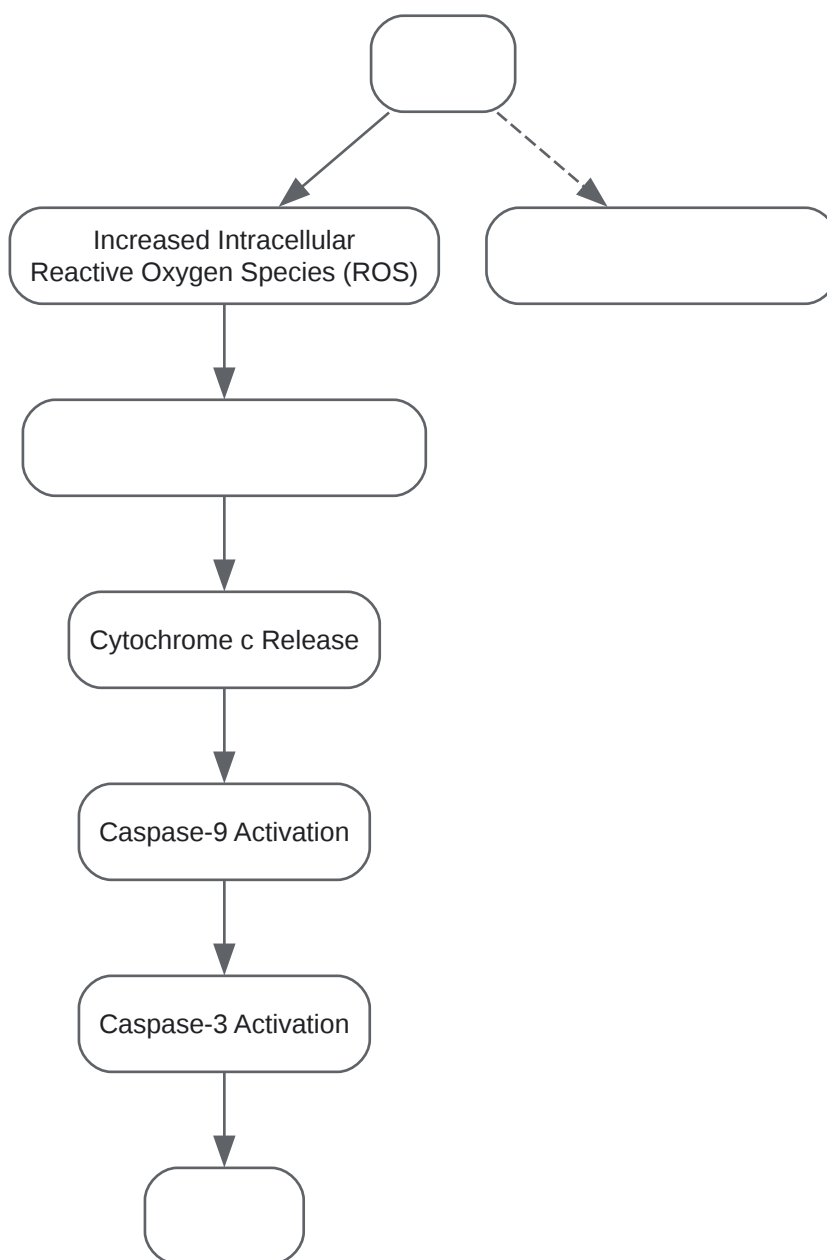 Increased Intracellular
Reactive Oxygen Species (ROS)
Cytochrome c Release
Caspase-9 Activation
Caspase-3 Activation